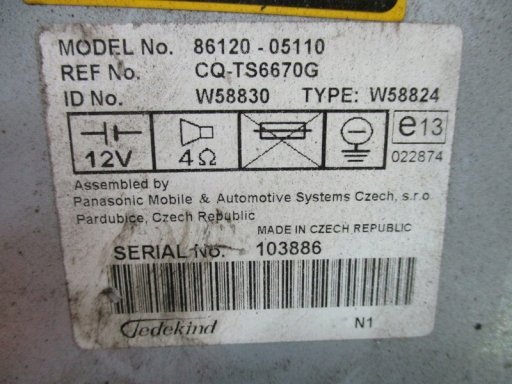 MODEL No. 86120 - 05110
REF No. CQ-TS6670G
ID No. W58830 TYPE: W58824
12V 4Ω e13
022874
Assembled by
Panasonic Mobile & Automotive Systems Czech, s.r.o
Pardubice, Czech Republic
MADE IN CZECH REPUBLIC
SERIAL No. 103886
Jedekind N1